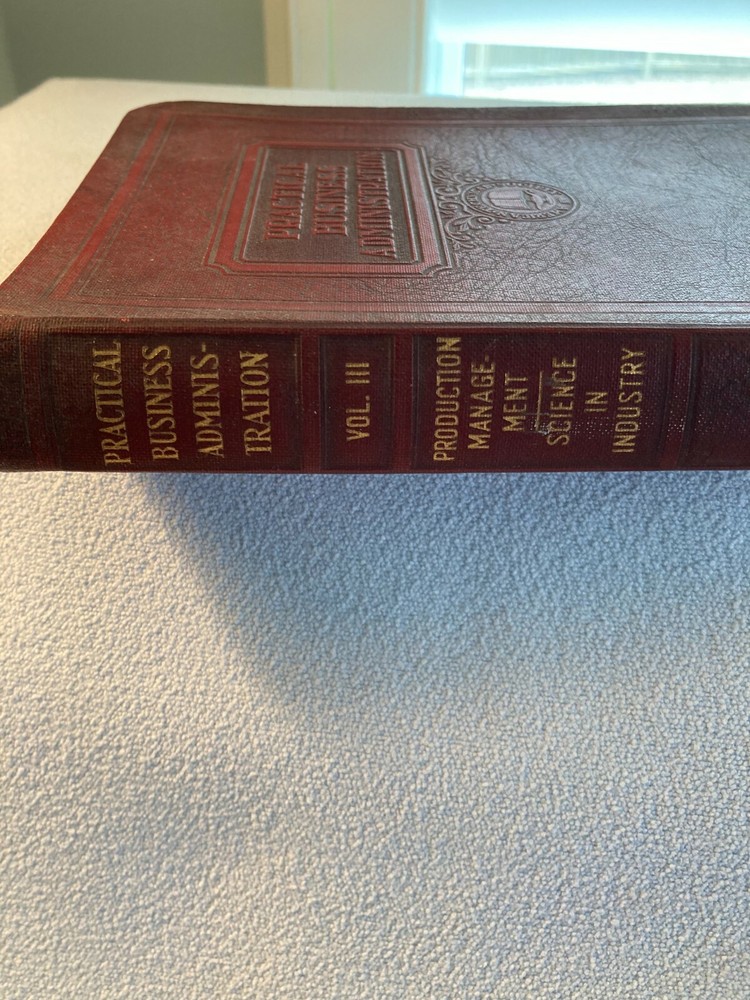 PRACTICAL
BUSINESS
ADMINISTRATION
PRACTICAL
BUSINESS
ADMINIS-
TRATION
VOL. III
PRODUCTION
MANAGE-
MENT
SCIENCE
IN
INDUSTRY